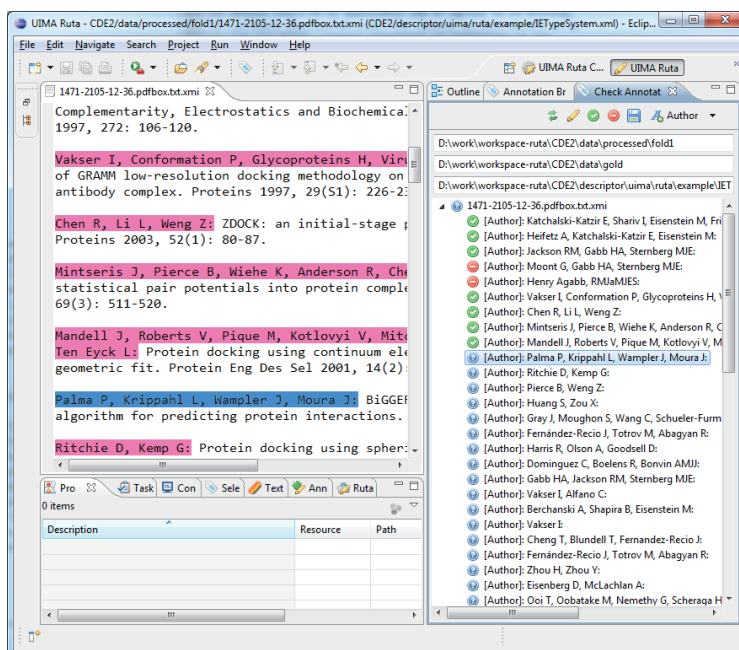 UIMA Ruta - CDE2/data/processed/fold1/1471-2105-12-36.pdfbox.txt.xmi (CDE2/descriptor/uima/ruta/example/IETypeSystem.xml) - Eclip...
File Edit Navigate Search Project Run Window Help
UIMA Ruta C... UIMA Ruta
1471-2105-12-36.pdfbox.txt.xmi
Complementarity, Electrostatics and Biochemical
1997, 272: 106-120.
Vakser I, Conformation P, Glycoproteins H, Viru
of GRAMM low-resolution docking methodology on
antibody complex. Proteins 1997, 29(S1): 226-23
Chen R, Li L, Weng Z: ZDOCK: an initial-stage p
Proteins 2003, 52(1): 80-87.
Mintseris J, Pierce B, Wiehe K, Anderson R, Che
statistical pair potentials into protein comple
69(3): 511-520.
Mandell J, Roberts V, Pique M, Kotlovyi V, Mitc
Ten Eyck L: Protein docking using continuum ele
geometric fit. Protein Eng Des Sel 2001, 14(2):
Palma P, Krippahl L, Wampler J, Moura J: BiGGER
algorithm for predicting protein interactions.
Ritchie D, Kemp G: Protein docking using spheri
Pro Task Con Sele Text Ann Ruta
0 items
Description Resource Path
Outline Annotation Br Check Annotat
Author
D:\work\workspace-ruta\CDE2\data\processed\fold1
D:\work\workspace-ruta\CDE2\data\gold
D:\work\workspace-ruta\CDE2\descriptor\uima\ruta\example\IET
1471-2105-12-36.pdfbox.txt.xmi
[Author]: Katchalski-Katzir E, Shariv I, Eisenstein M, Fri
[Author]: Heifetz A, Katchalski-Katzir E, Eisenstein M:
[Author]: Jackson RM, Gabb HA, Sternberg MJE:
[Author]: Moont G, Gabb HA, Sternberg MJE:
[Author]: Henry Agabb, RMJaMJES:
[Author]: Vakser I, Conformation P, Glycoproteins H, V
[Author]: Chen R, Li L, Weng Z:
[Author]: Mintseris J, Pierce B, Wiehe K, Anderson R, C
[Author]: Mandell J, Roberts V, Pique M, Kotlovyi V, M
[Author]: Palma P, Krippahl L, Wampler J, Moura J:
[Author]: Ritchie D, Kemp G:
[Author]: Pierce B, Weng Z:
[Author]: Huang S, Zou X:
[Author]: Gray J, Moughon S, Wang C, Schueler-Furm
[Author]: Fernández-Recio J, Totrov M, Abagyan R:
[Author]: Harris R, Olson A, Goodsell D:
[Author]: Dominguez C, Boelens R, Bonvin AMJJ:
[Author]: Gabb HA, Jackson RM, Sternberg MJE:
[Author]: Vakser I, Alfano C:
[Author]: Berchanski A, Shapira B, Eisenstein M:
[Author]: Vakser I:
[Author]: Cheng T, Blundell T, Fernandez-Recio J:
[Author]: Fernández-Recio J, Totrov M, Abagyan R:
[Author]: Zhou H, Zhou Y:
[Author]: Eisenberg D, McLachlan A:
[Author]: Ooi T, Oobatake M, Nemethy G, Scheraga H